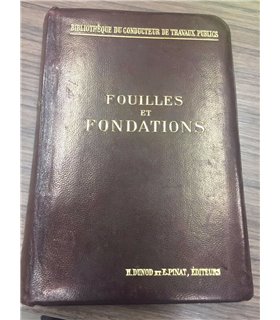 BIBLIOTHÈQUE DU CONDUCTEUR DE TRAVAUX PUBLICS
FOUILLES
ET
FONDATIONS
H. DUNOD ET E. PINAT, ÉDITEURS